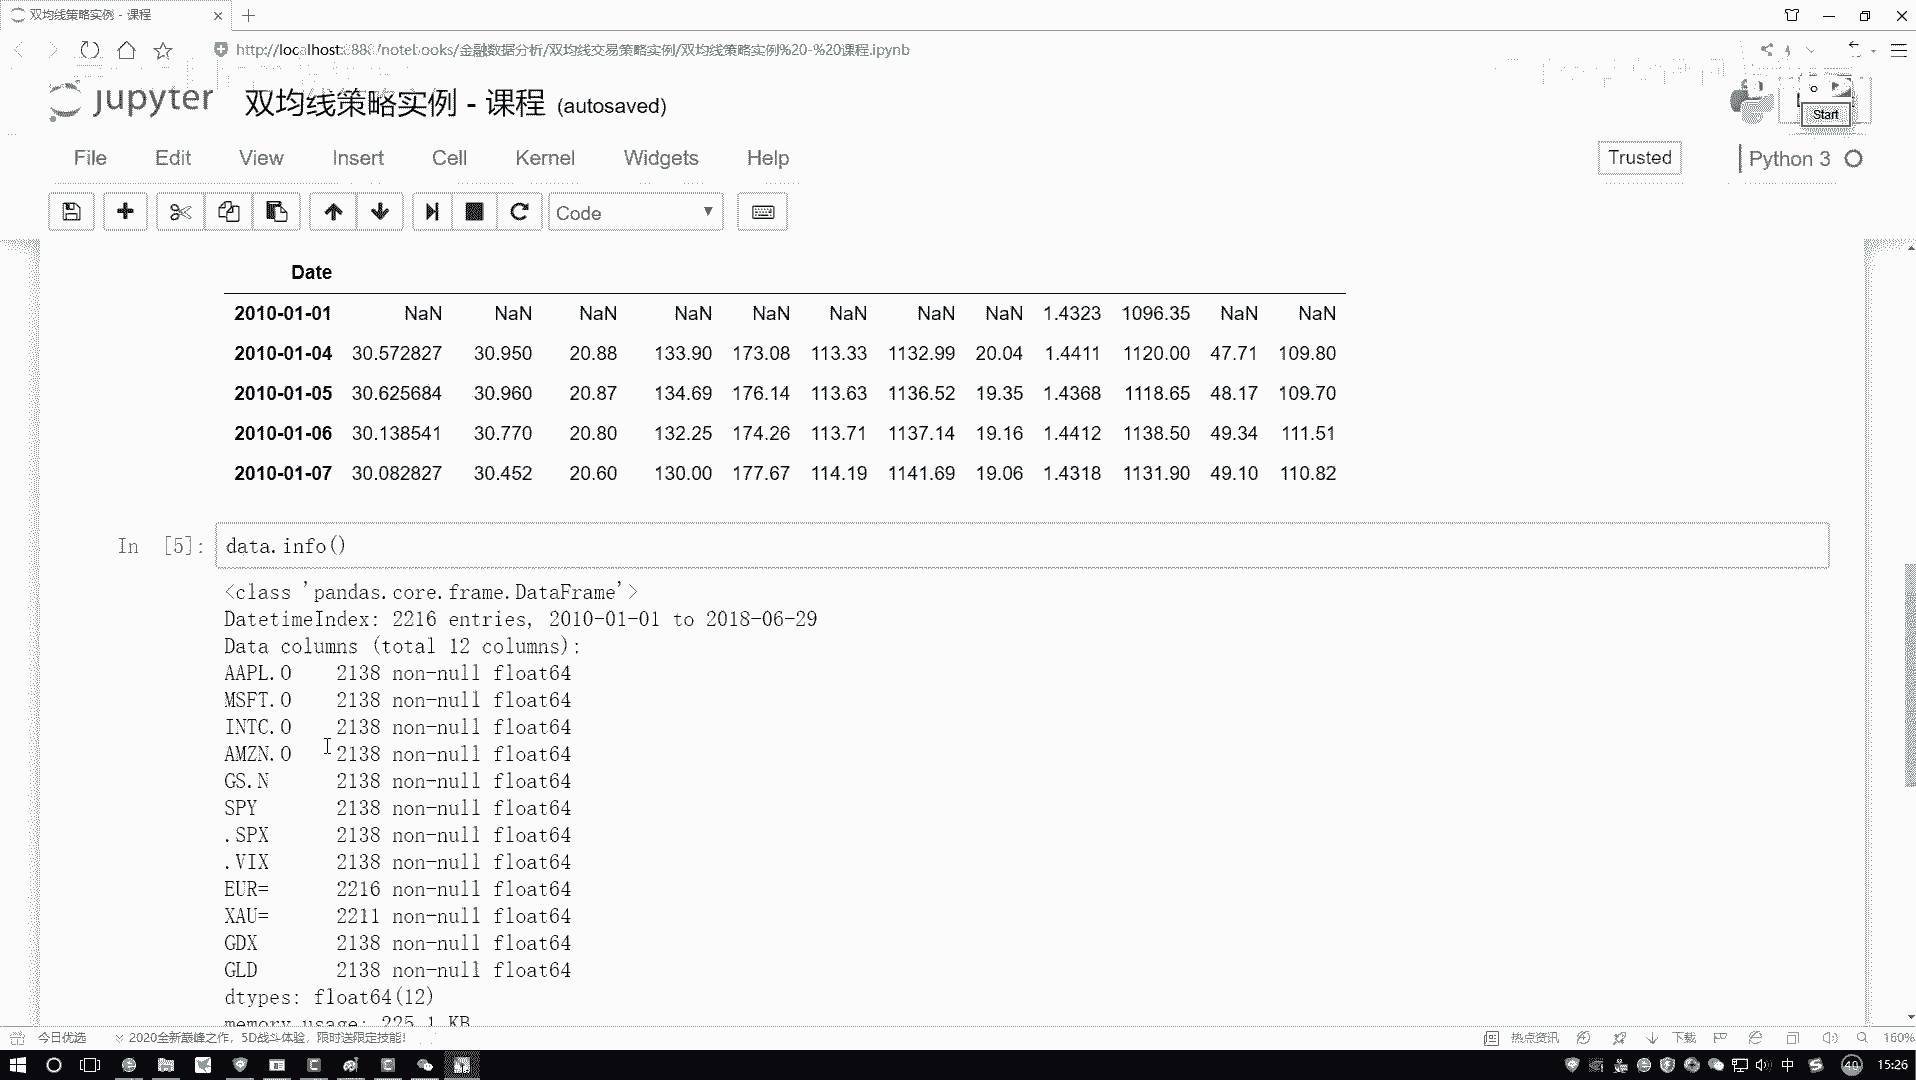 双均线策略实例 - 课程
http://localhost:888/notebooks/金融数据分析/双均线交易策略实例/双均线策略实例%20-%20课程.ipynb
jupyter 双均线策略实例 - 课程 (autosaved)
Start
File Edit View Insert Cell Kernel Widgets Help
Trusted Python 3
Code
Date
2010-01-01 NaN NaN NaN NaN NaN NaN NaN NaN 1.4323 1096.35 NaN NaN
2010-01-04 30.572827 30.950 20.88 133.90 173.08 113.33 1132.99 20.04 1.4411 1120.00 47.71 109.80
2010-01-05 30.625684 30.960 20.87 134.69 176.14 113.63 1136.52 19.35 1.4368 1118.65 48.17 109.70
2010-01-06 30.138541 30.770 20.80 132.25 174.26 113.71 1137.14 19.16 1.4412 1138.50 49.34 111.51
2010-01-07 30.082827 30.452 20.60 130.00 177.67 114.19 1141.69 19.06 1.4318 1131.90 49.10 110.82
In [5]: data.info()
<class 'pandas.core.frame.DataFrame'>
DatetimeIndex: 2216 entries, 2010-01-01 to 2018-06-29
Data columns (total 12 columns):
AAPL.O 2138 non-null float64
MSFT.O 2138 non-null float64
INTC.O 2138 non-null float64
AMZN.O 2138 non-null float64
GS.N 2138 non-null float64
SPY 2138 non-null float64
.SPX 2138 non-null float64
.VIX 2138 non-null float64
EUR= 2216 non-null float64
XAU= 2211 non-null float64
GDX 2138 non-null float64
GLD 2138 non-null float64
dtypes: float64(12)
memory usage: 225.1 KB
今日优选 2020全新巅峰之作，5D战斗体验，限时送限定技能！ 热点资讯 下载 160%
中 40 15:26